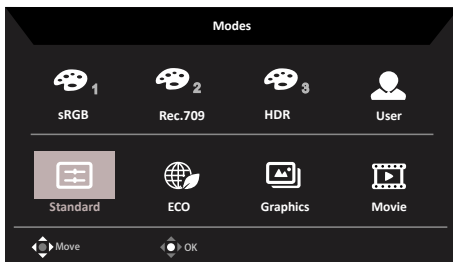 Modes
1 2 3
sRGB Rec.709 HDR User
Standard ECO Graphics Movie
Move OK